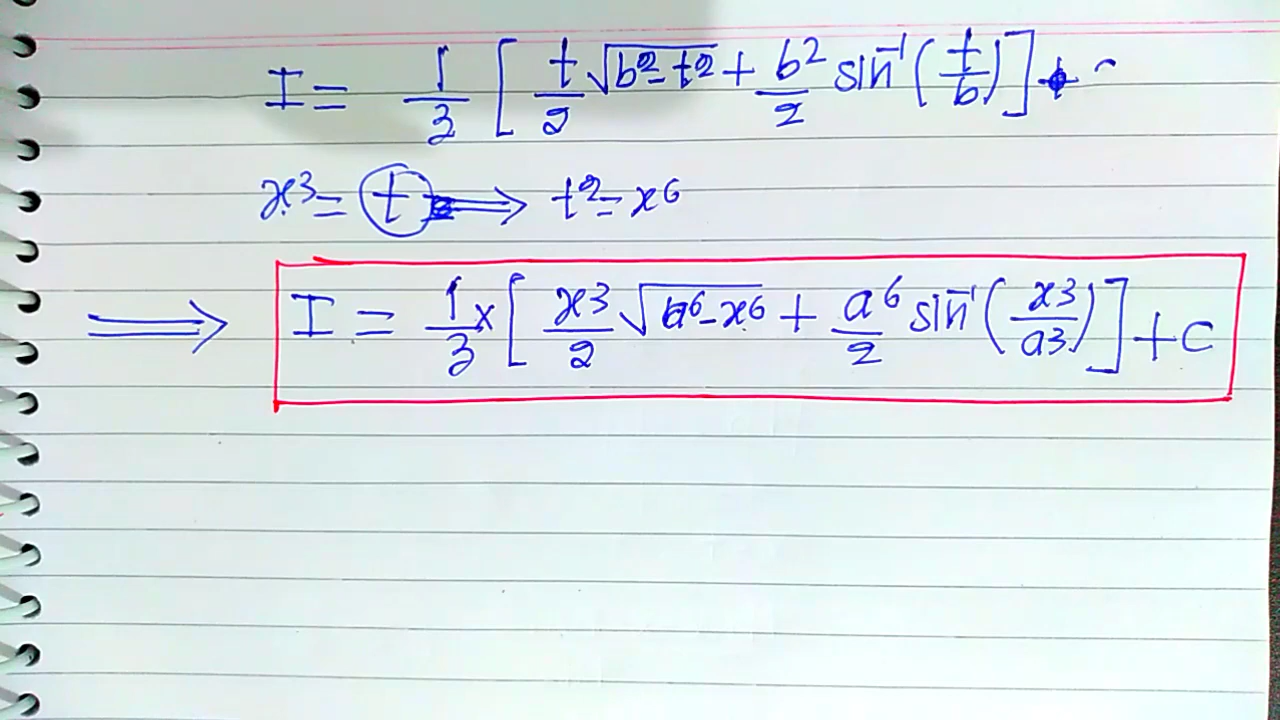 I = 1/3 [ t/2 √(b² - t²) + b²/2 sin⁻¹ (t/b) ] +
x³ = t ⟹ t² = x⁶
⟹ I = 1/3 × [ x³/2 √(a⁶ - x⁶) + a⁶/2 sin⁻¹ (x³/a³) ] + c